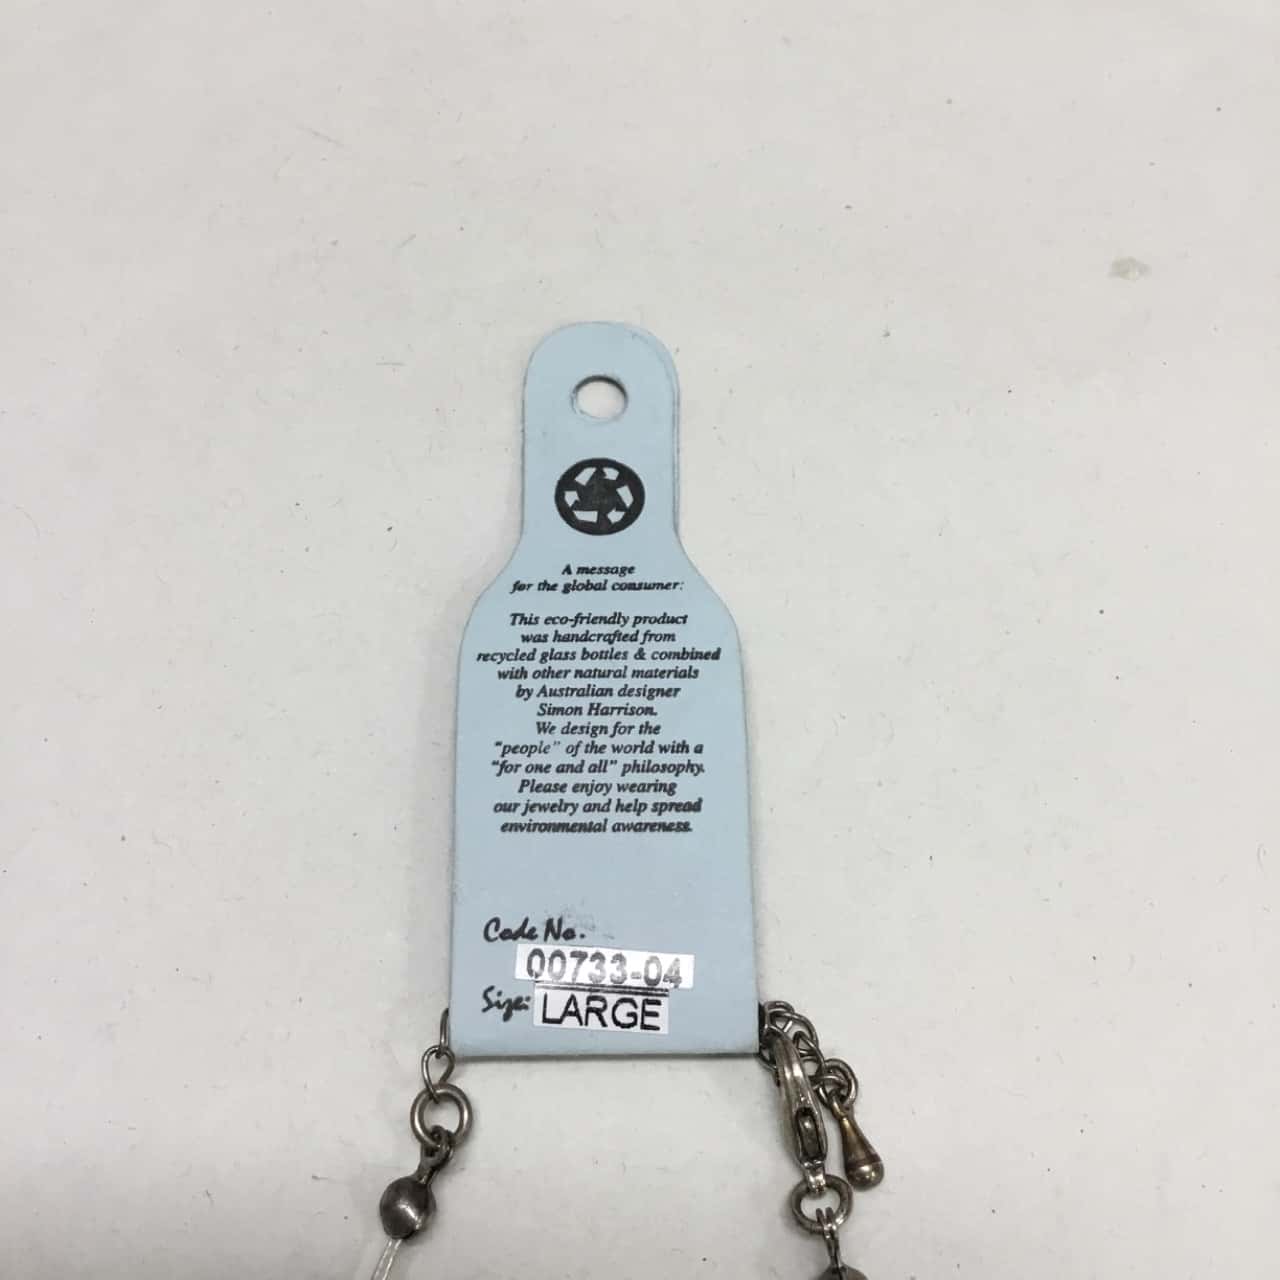 A message
for the global consumer:
This eco-friendly product
was handcrafted from
recycled glass bottles & combined
with other natural materials
by Australian designer
Simon Harrison.
We design for the
"people" of the world with a
"for one and all" philosophy.
Please enjoy wearing
our jewelry and help spread
environmental awareness.
Code No.
00733-04
Size: LARGE